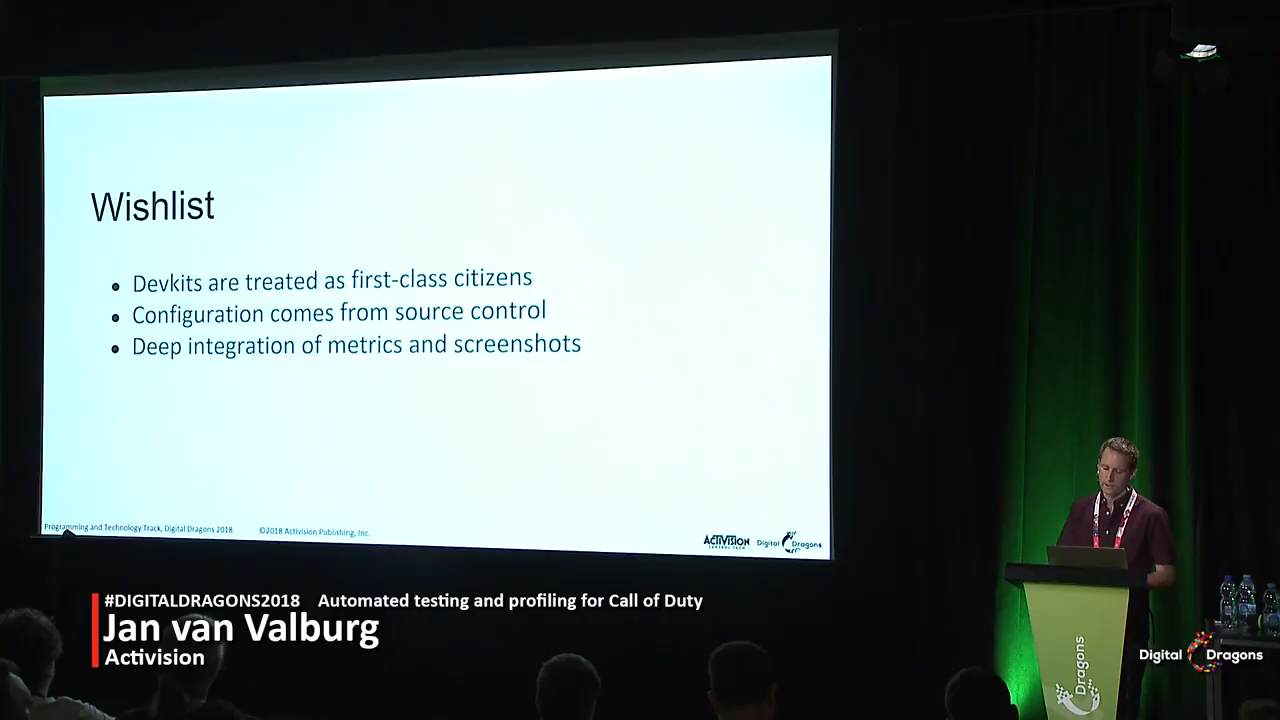 Wishlist
Devkits are treated as first-class citizens
Configuration comes from source control
Deep integration of metrics and screenshots
Programming and Technology Track, Digital Dragons 2018 ©2018 Activision Publishing, Inc.
ACTIVISION
CENTRAL TECH
Digital Dragons
#DIGITALDRAGONS2018 Automated testing and profiling for Call of Duty
Jan van Valburg
Activision
Dragons
Digital Dragons